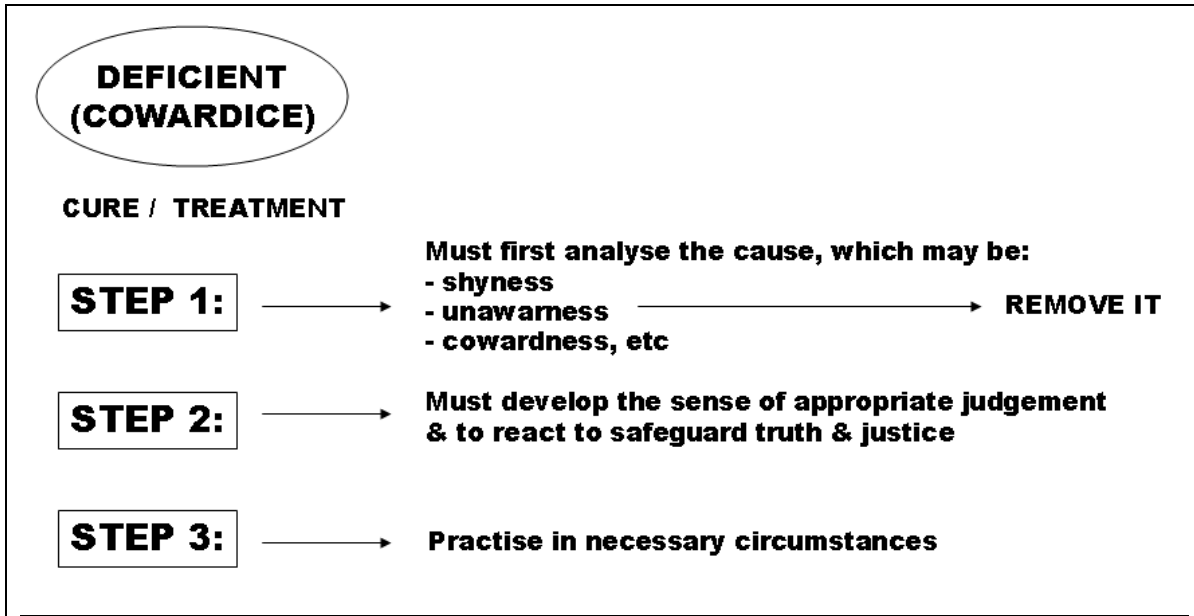 DEFICIENT
(COWARDICE)
CURE / TREATMENT
STEP 1:
Must first analyse the cause, which may be:
- shyness
- unawarness
- cowardness, etc
REMOVE IT
STEP 2:
Must develop the sense of appropriate judgement
& to react to safeguard truth & justice
STEP 3:
Practise in necessary circumstances